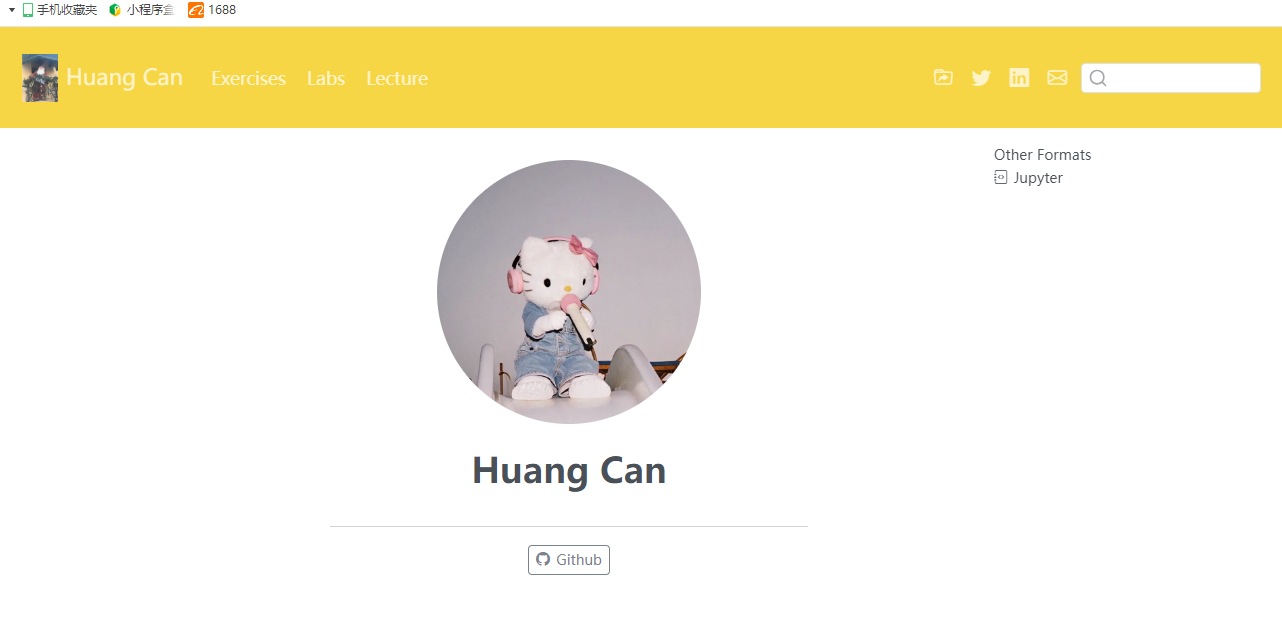 手机收藏夹 小程序盒 1688
Huang Can Exercises Labs Lecture
Other Formats
Jupyter
Huang Can
Github